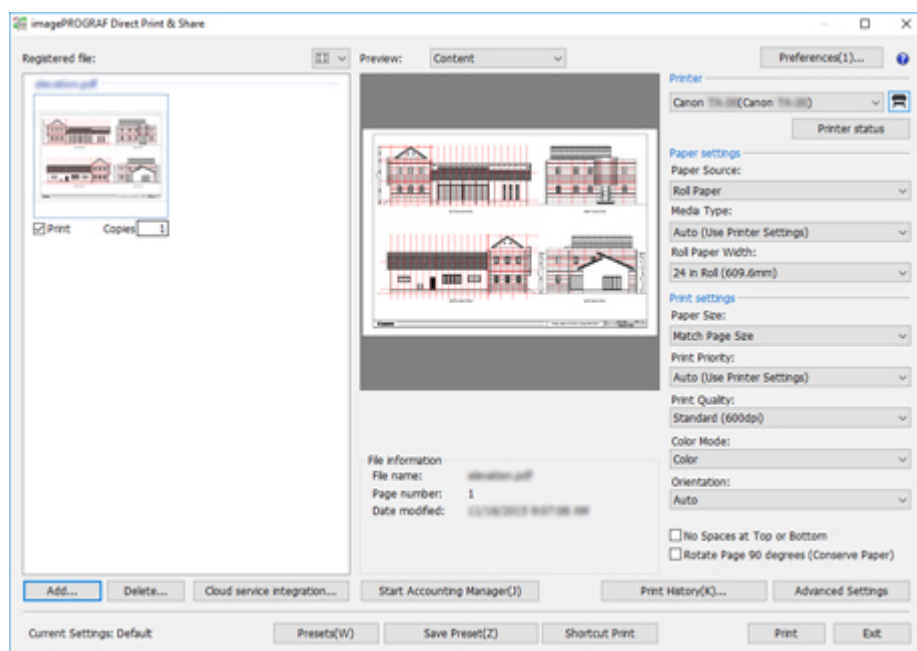 imagePROGRAF Direct Print & Share
Registered file:
Preview: Content
Preferences(1)...
Printer
Canon (Canon )
Printer status
Paper settings
Paper Source:
Roll Paper
Media Type:
Auto (Use Printer Settings)
Roll Paper Width:
24 in Roll (609.6mm)
Print settings
Paper Size:
Match Page Size
Print Priority:
Auto (Use Printer Settings)
Print Quality:
Standard (600dpi)
Color Mode:
Color
Orientation:
Auto
No Spaces at Top or Bottom
Rotate Page 90 degrees (Conserve Paper)
Print Copies 1
File information
File name:
Page number: 1
Date modified:
Add... Delete... Cloud service integration... Start Accounting Manager(J) Print History(K)... Advanced Settings
Current Settings: Default Presets(W) Save Preset(Z) Shortcut Print Print Exit